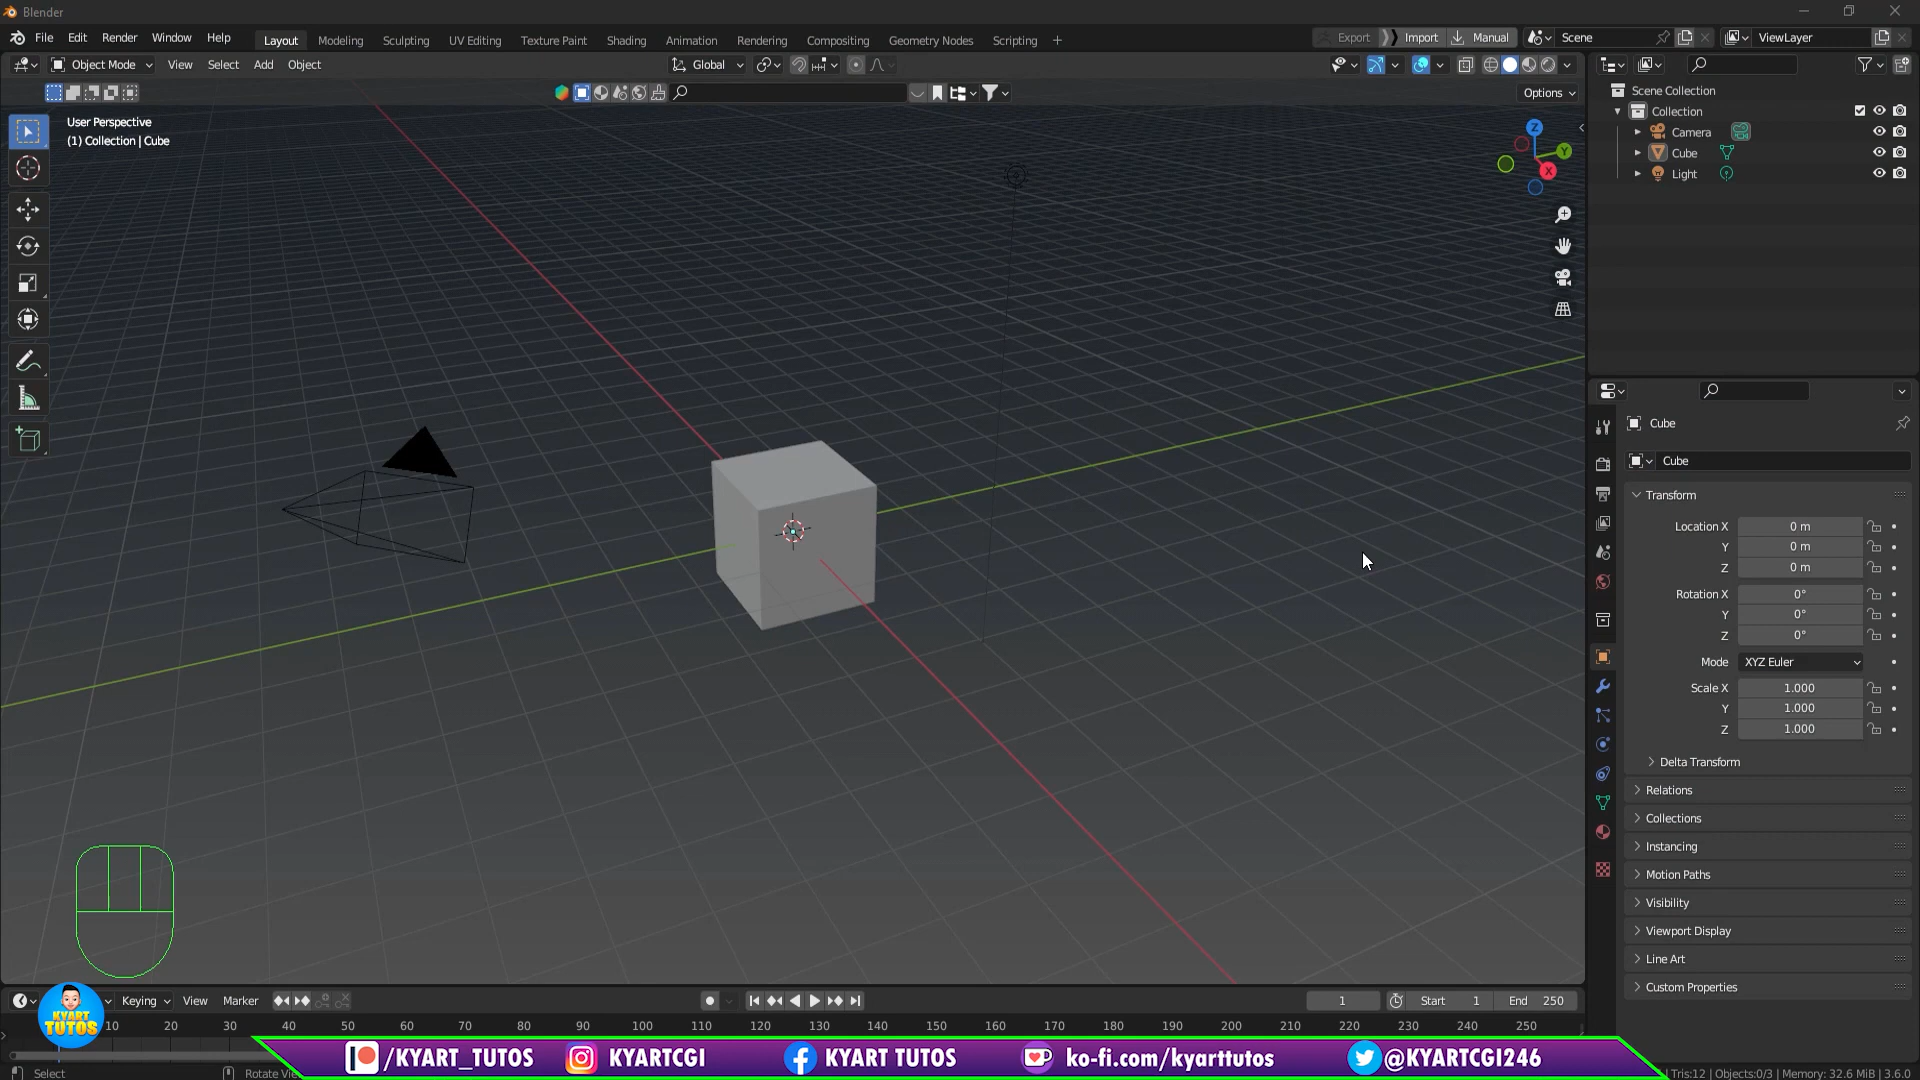 Blender
File Edit Render Window Help Layout Modeling Sculpting UV Editing Texture Paint Shading Animation Rendering Compositing Geometry Nodes Scripting + Export Import Manual Scene ViewLayer
Object Mode View Select Add Object Global
Options
User Perspective
(1) Collection | Cube
Z
Y
X
Scene Collection
Collection
Camera
Cube
Light
Cube
Cube
Transform
Location X 0 m
Y 0 m
Z 0 m
Rotation X 0°
Y 0°
Z 0°
Mode XYZ Euler
Scale X 1.000
Y 1.000
Z 1.000
Delta Transform
Relations
Collections
Instancing
Motion Paths
Visibility
Viewport Display
Line Art
Custom Properties
Keying View Marker 1 Start 1 End 250
KYART
TUTOS
10 20 30 40 50 60 70 80 90 100 110 120 130 140 150 160 170 180 190 200 210 220 230 240 250
/KYART_TUTOS KYARTCGI KYART TUTOS ko-fi.com/kyarttutos @KYARTCGI246
Select Rotate Tris:12 | Objects:0/3 | Memory: 32.6 MiB | 3.6.0